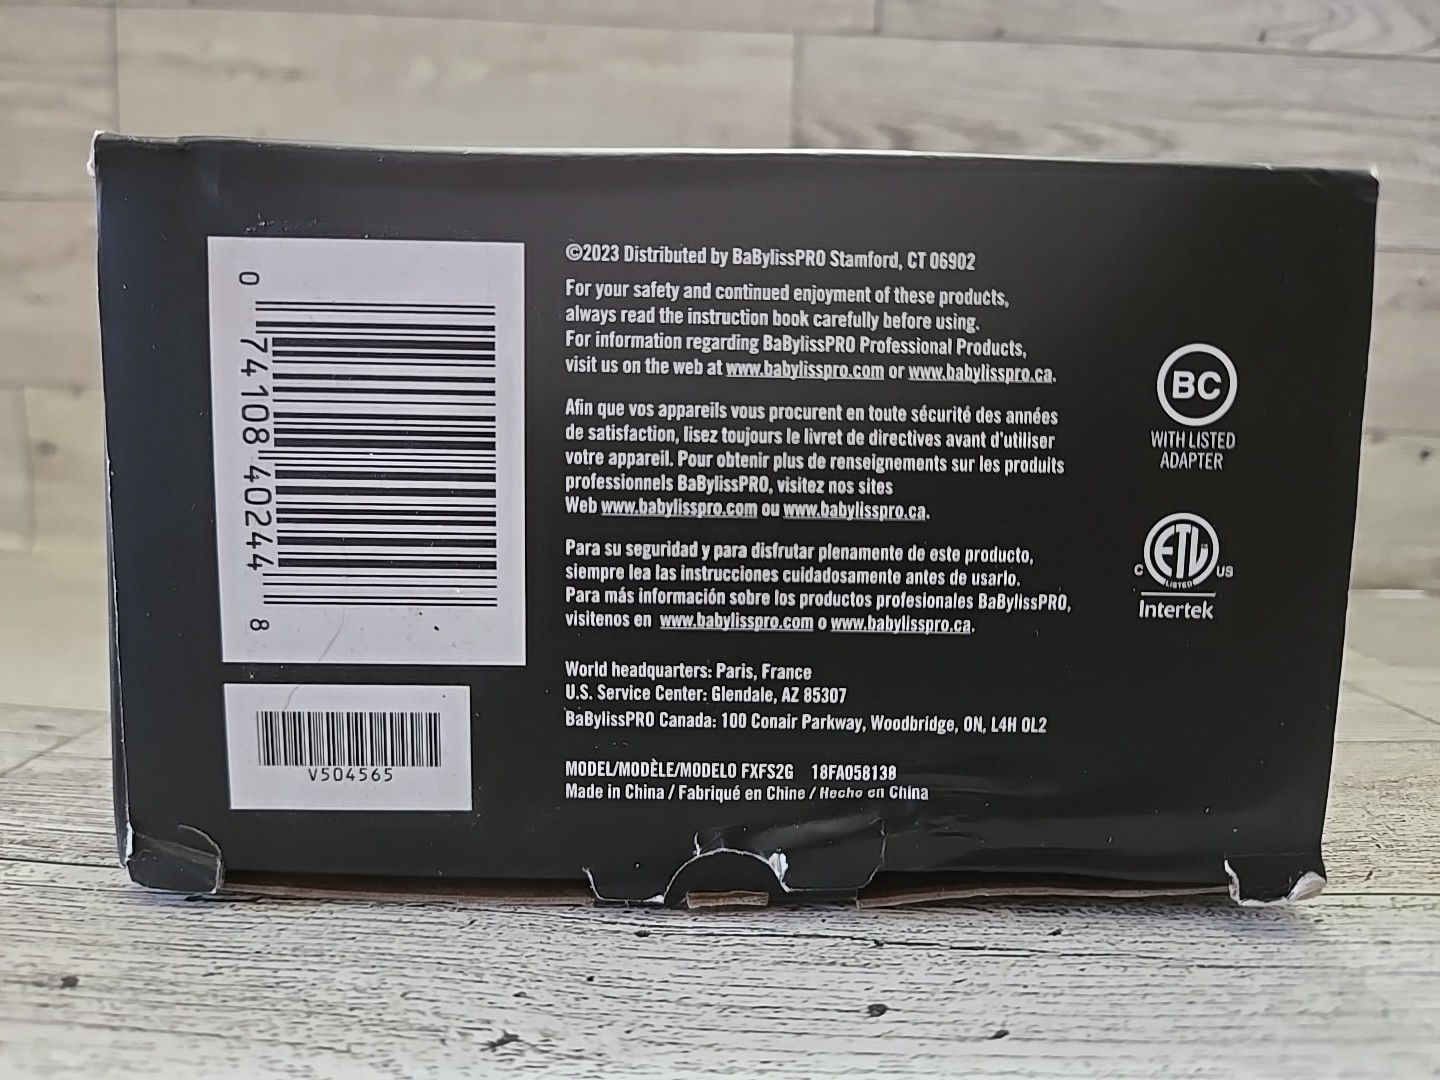 0 74108 40244 8
V504565
©2023 Distributed by BaBylissPRO Stamford, CT 06902
For your safety and continued enjoyment of these products,
always read the instruction book carefully before using.
For information regarding BaBylissPRO Professional Products,
visit us on the web at www.babylisspro.com or www.babylisspro.ca.
Afin que vos appareils vous procurent en toute sécurité des années
de satisfaction, lisez toujours le livret de directives avant d'utiliser
votre appareil. Pour obtenir plus de renseignements sur les produits
professionnels BaBylissPRO, visitez nos sites
Web www.babylisspro.com ou www.babylisspro.ca.
Para su seguridad y para disfrutar plenamente de este producto,
siempre lea las instrucciones cuidadosamente antes de usarlo.
Para más información sobre los productos profesionales BaBylissPRO,
visitenos en www.babylisspro.com o www.babylisspro.ca.
World headquarters: Paris, France
U.S. Service Center: Glendale, AZ 85307
BaBylissPRO Canada: 100 Conair Parkway, Woodbridge, ON, L4H 0L2
MODEL/MODÈLE/MODELO FXFS2G 18FA058138
Made in China / Fabriqué en Chine / Hecho en China
BC
WITH LISTED
ADAPTER
C ETL US
LISTED
Intertek